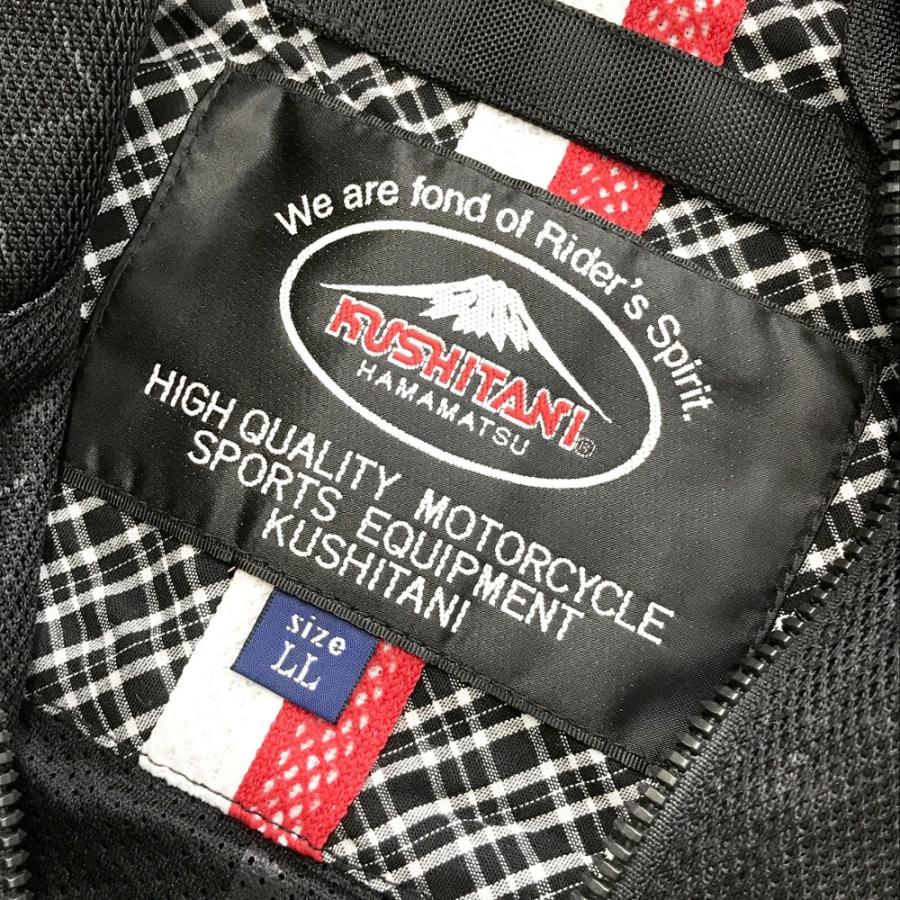 We are fond of Rider's Spirit.
KUSHITANI®
HAMAMATSU
HIGH QUALITY MOTORCYCLE
SPORTS EQUIPMENT
KUSHITANI
size
LL